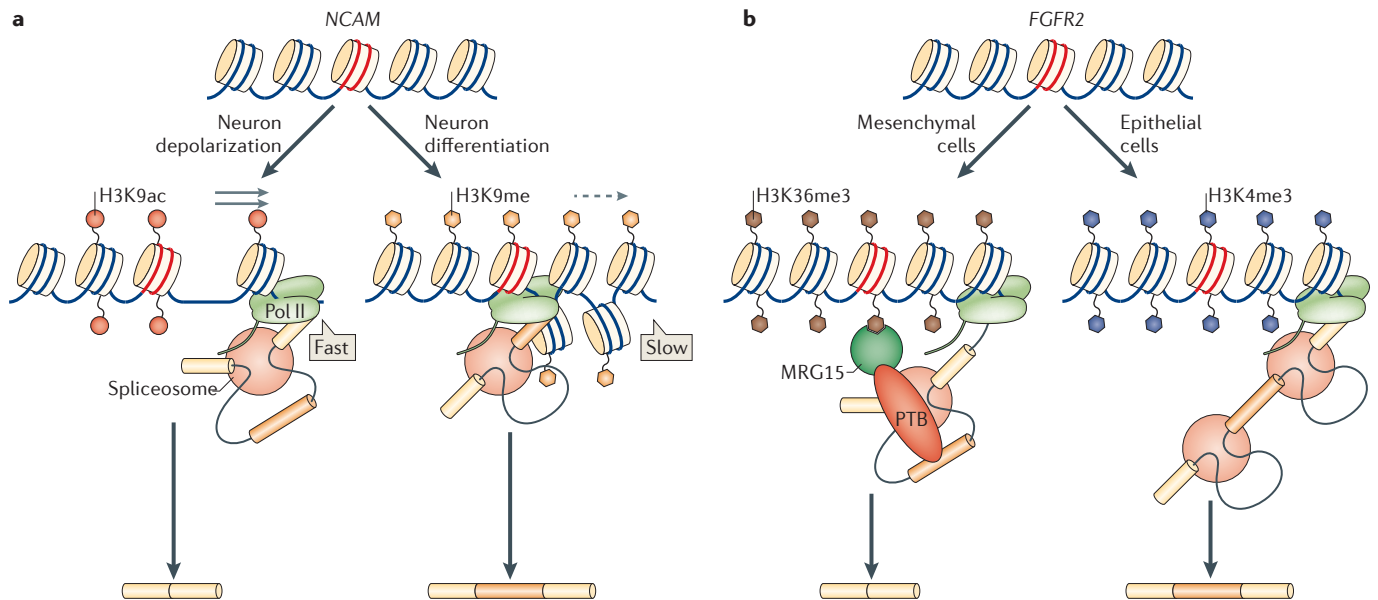 a
NCAM
Neuron
depolarization
Neuron
differentiation
H3K9ac
H3K9me
Pol II
Fast
Slow
Spliceosome
b
FGFR2
Mesenchymal
cells
Epithelial
cells
H3K36me3
H3K4me3
MRG15
PTB